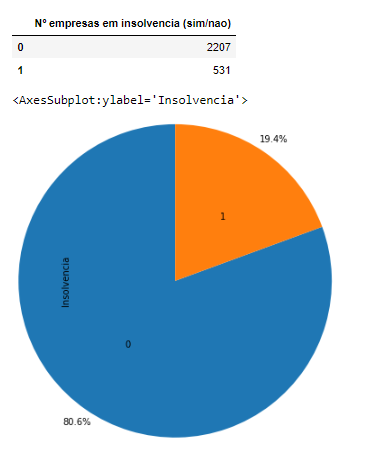 Nº empresas em insolvencia (sim/nao)
0 2207
1 531
<AxesSubplot:ylabel='Insolvencia'>
19.4%
1
Insolvencia
0
80.6%